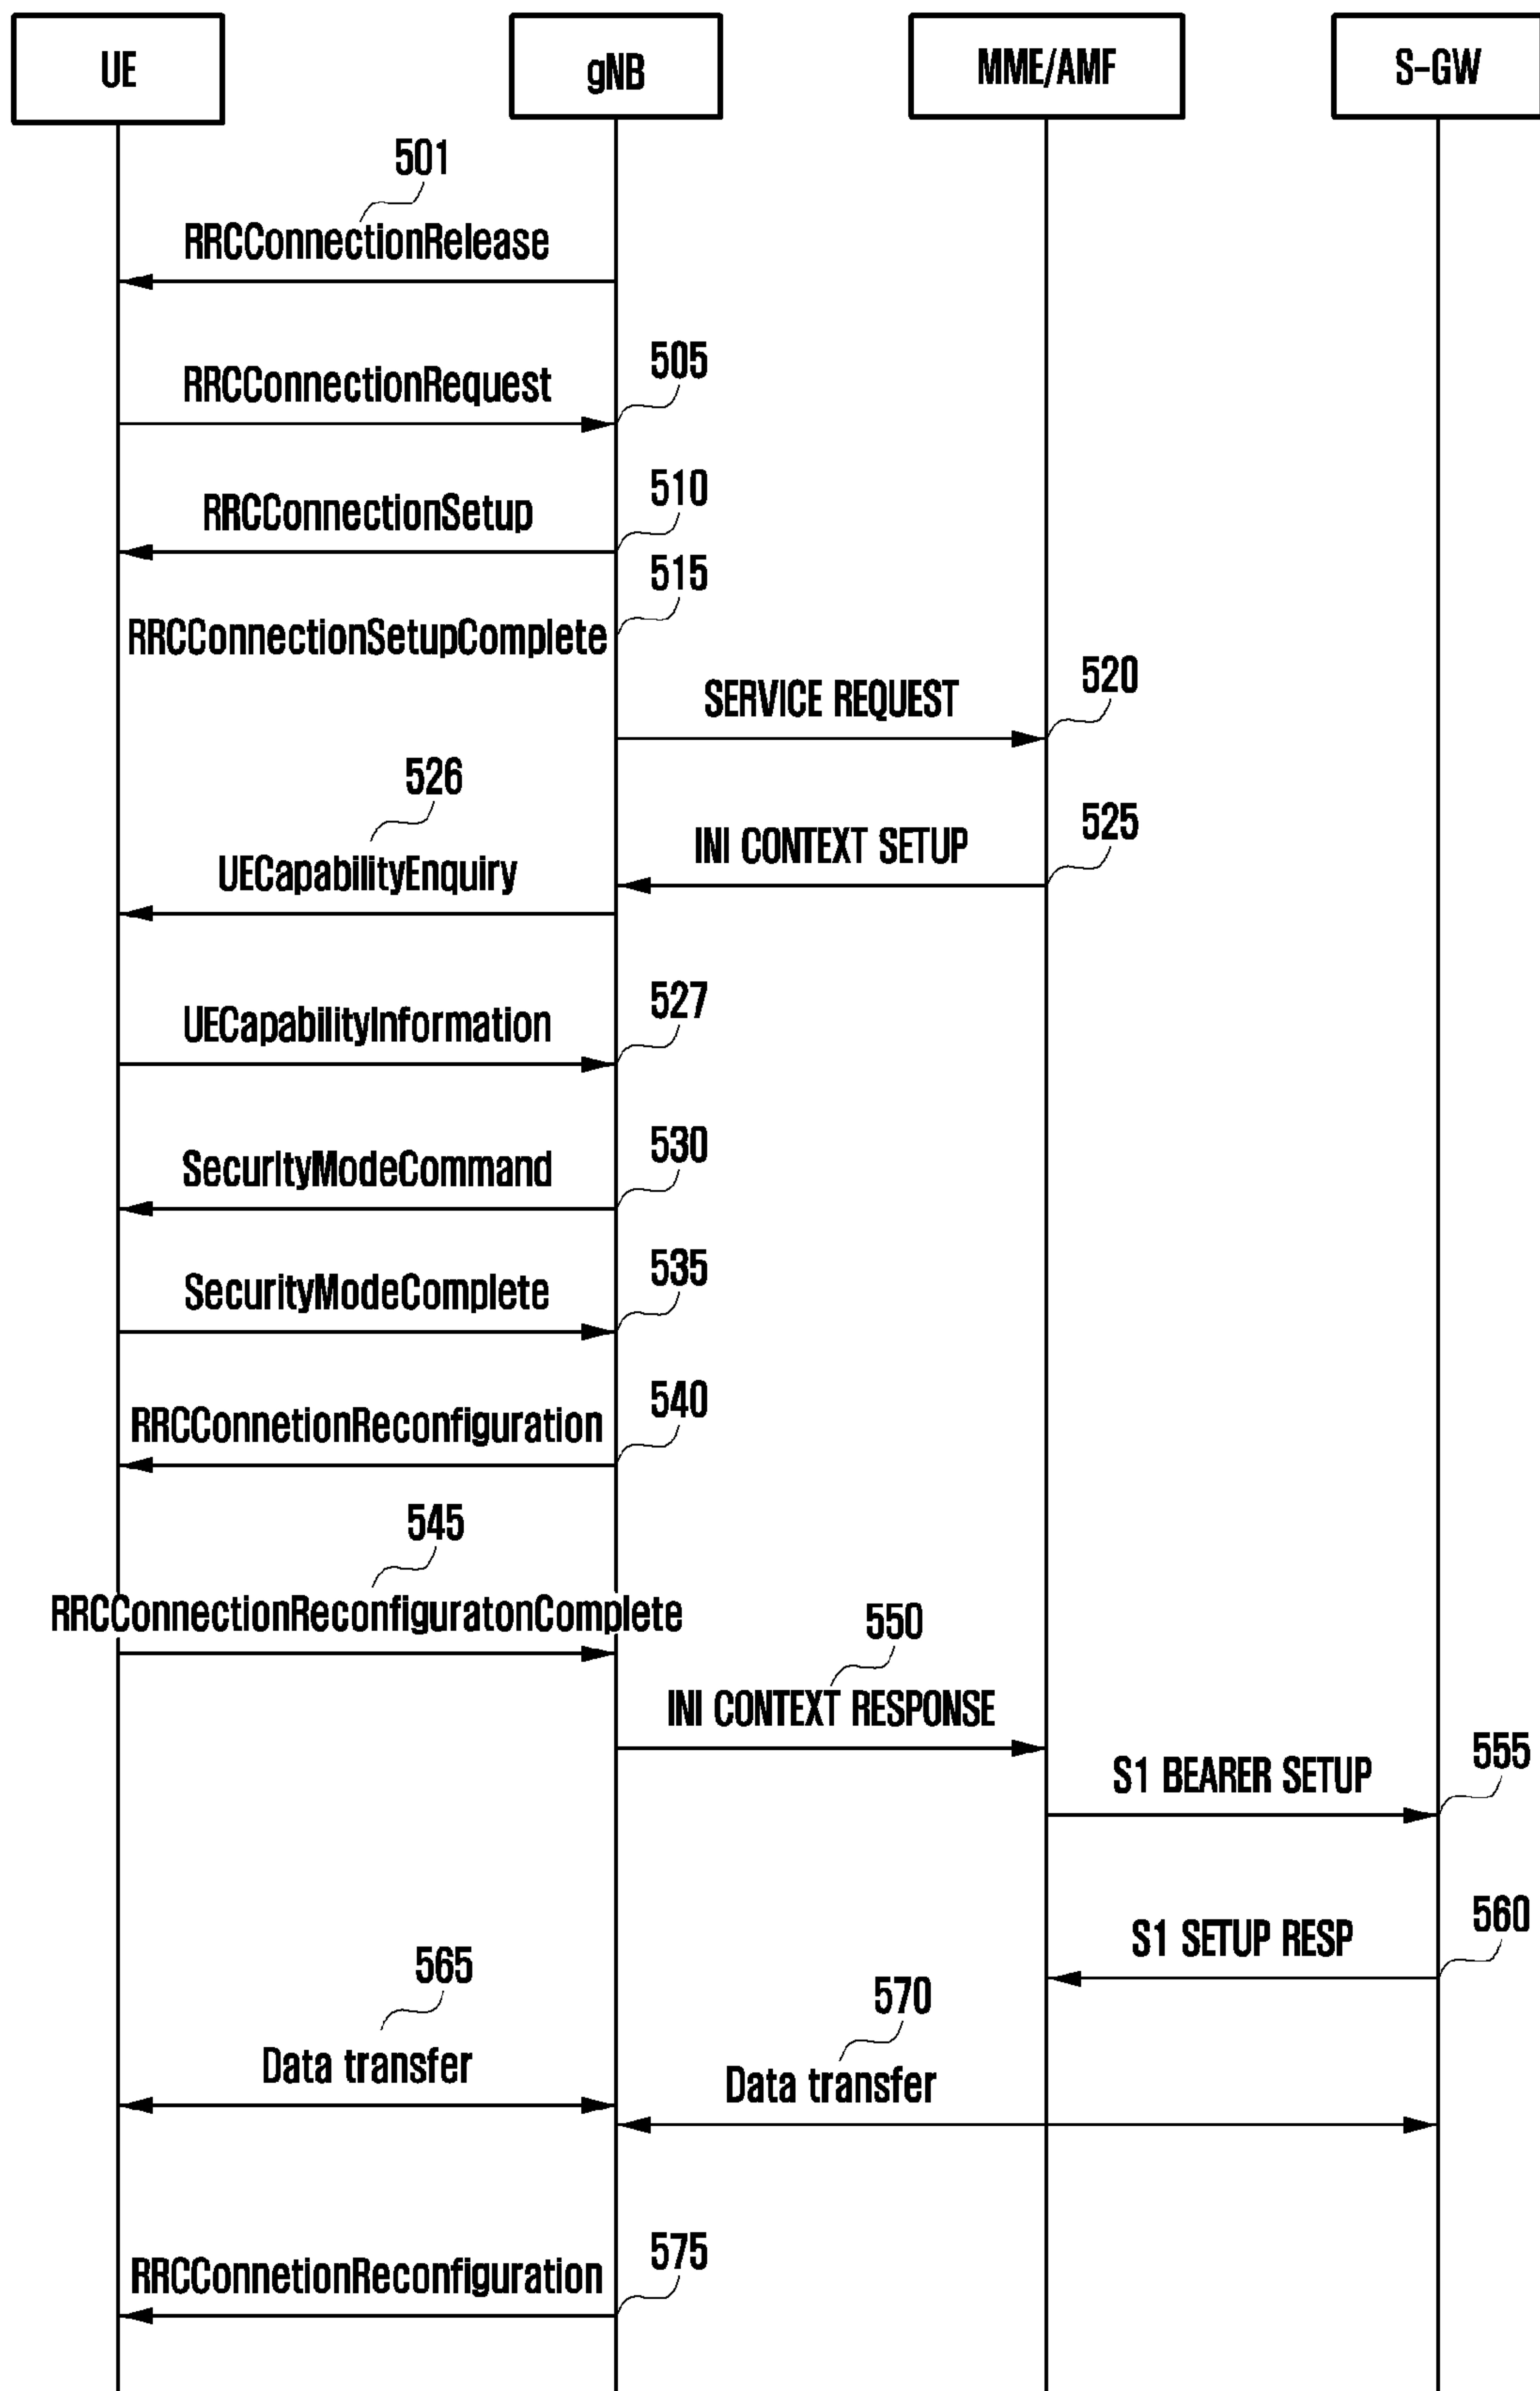 UE
gNB
MME/AMF
S-GW
501
RRCConnectionRelease
505
RRCConnectionRequest
510
RRCConnectionSetup
515
RRCConnectionSetupComplete
520
SERVICE REQUEST
526
525
INI CONTEXT SETUP
UECapabilityEnquiry
527
UECapabilityInformation
530
SecurItyModeCommand
535
SecurityModeComplete
540
RRCConnetionReconfiguration
545
RRCConnectionReconfiguratonComplete
550
INI CONTEXT RESPONSE
555
S1 BEARER SETUP
560
S1 SETUP RESP
565
570
Data transfer
Data transfer
575
RRCConnetionReconfiguration